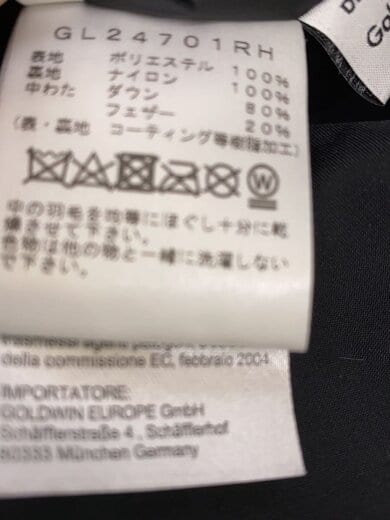 GL24701RH
表地 ポリエステル 100%
裏地 ナイロン 100%
中わた ダウン 80%
フェザー 20%
(表・裏地 コーティング等樹脂加工)
W
中の羽毛を均等にほぐし十分に乾
燥させて下さい。
色物は他の物と一緒に洗濯しない
で下さい。
della commissione EC, febbraio 2004
IMPORTATORE:
GOLDWIN EUROPE GmbH
Schäfflerstraße 4, Schäfflerhof
80333 München Germany